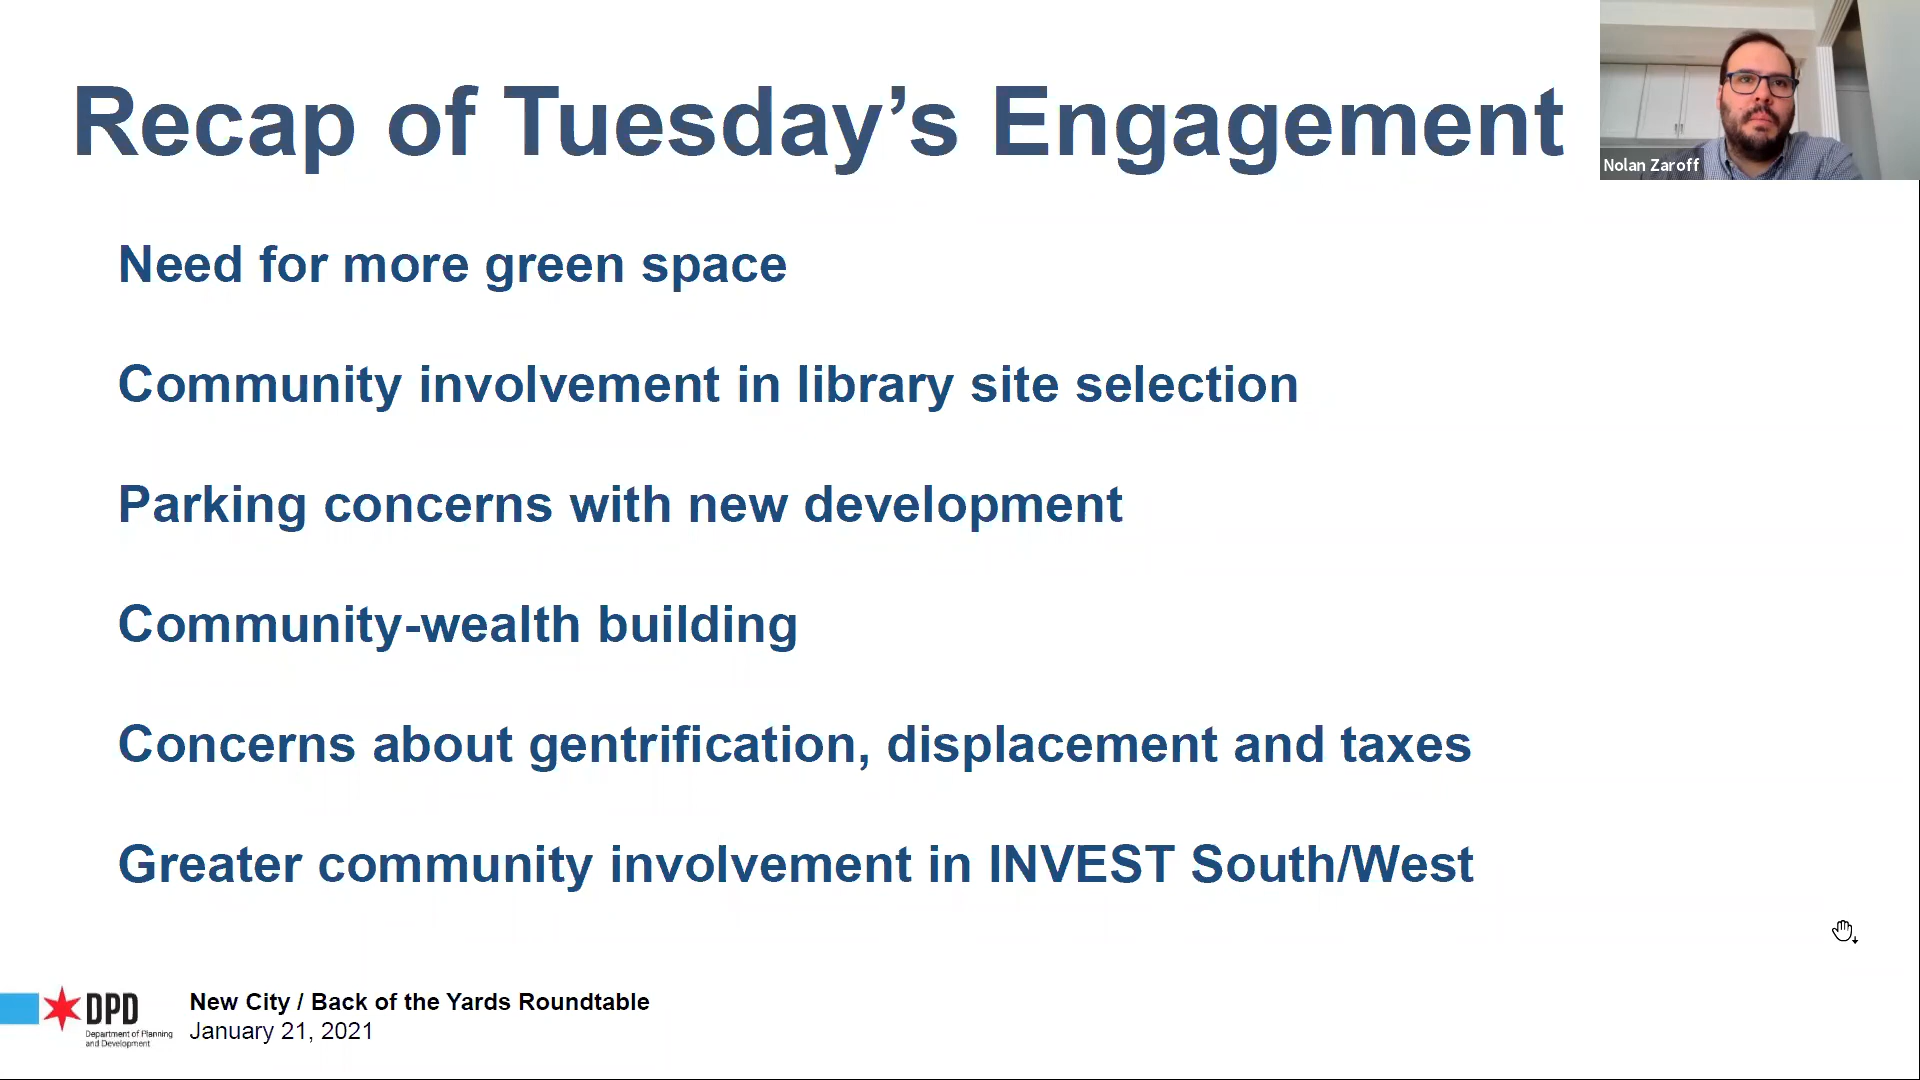 Recap of Tuesday’s Engagement
Nolan Zaroff
Need for more green space
Community involvement in library site selection
Parking concerns with new development
Community-wealth building
Concerns about gentrification, displacement and taxes
Greater community involvement in INVEST South/West
DPD
Department of Planning
and Development
New City / Back of the Yards Roundtable
January 21, 2021